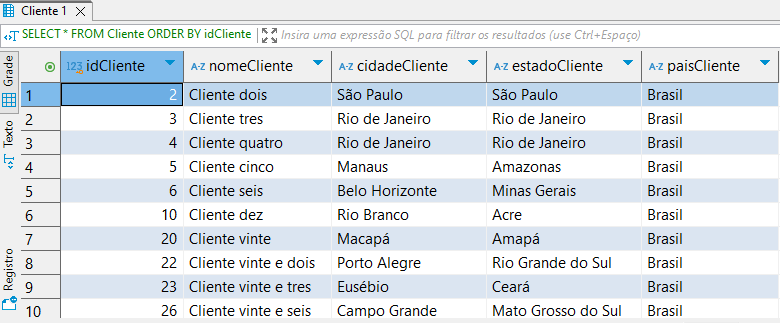 Cliente 1
SELECT * FROM Cliente ORDER BY idCliente Insira uma expressão SQL para filtrar os resultados (use Ctrl+Espaço)
Grade
Texto
Registro
123 idCliente A-Z nomeCliente A-Z cidadeCliente A-Z estadoCliente A-Z paisCliente
1 2 Cliente dois São Paulo São Paulo Brasil
2 3 Cliente tres Rio de Janeiro Rio de Janeiro Brasil
3 4 Cliente quatro Rio de Janeiro Rio de Janeiro Brasil
4 5 Cliente cinco Manaus Amazonas Brasil
5 6 Cliente seis Belo Horizonte Minas Gerais Brasil
6 10 Cliente dez Rio Branco Acre Brasil
7 20 Cliente vinte Macapá Amapá Brasil
8 22 Cliente vinte e dois Porto Alegre Rio Grande do Sul Brasil
9 23 Cliente vinte e tres Eusébio Ceará Brasil
10 26 Cliente vinte e seis Campo Grande Mato Grosso do Sul Brasil